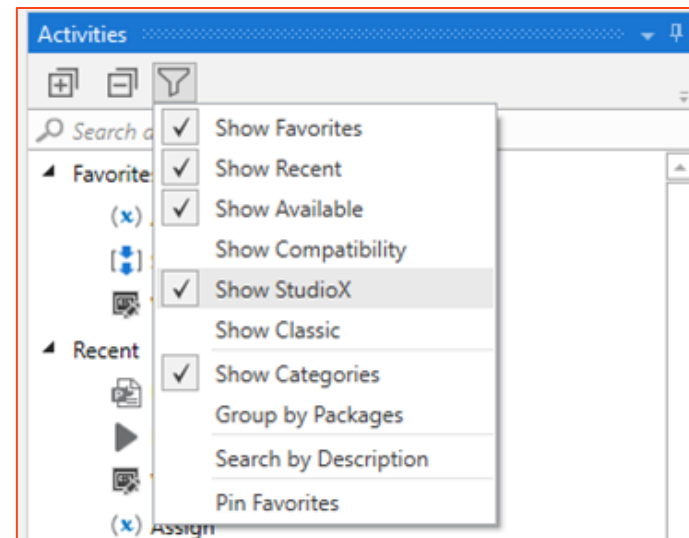 Activities
Search a
Show Favorites
Show Recent
Favorite
Show Available
Show Compatibility
Show StudioX
Show Classic
Recent
Show Categories
Group by Packages
Search by Description
Pin Favorites
(x) Assign